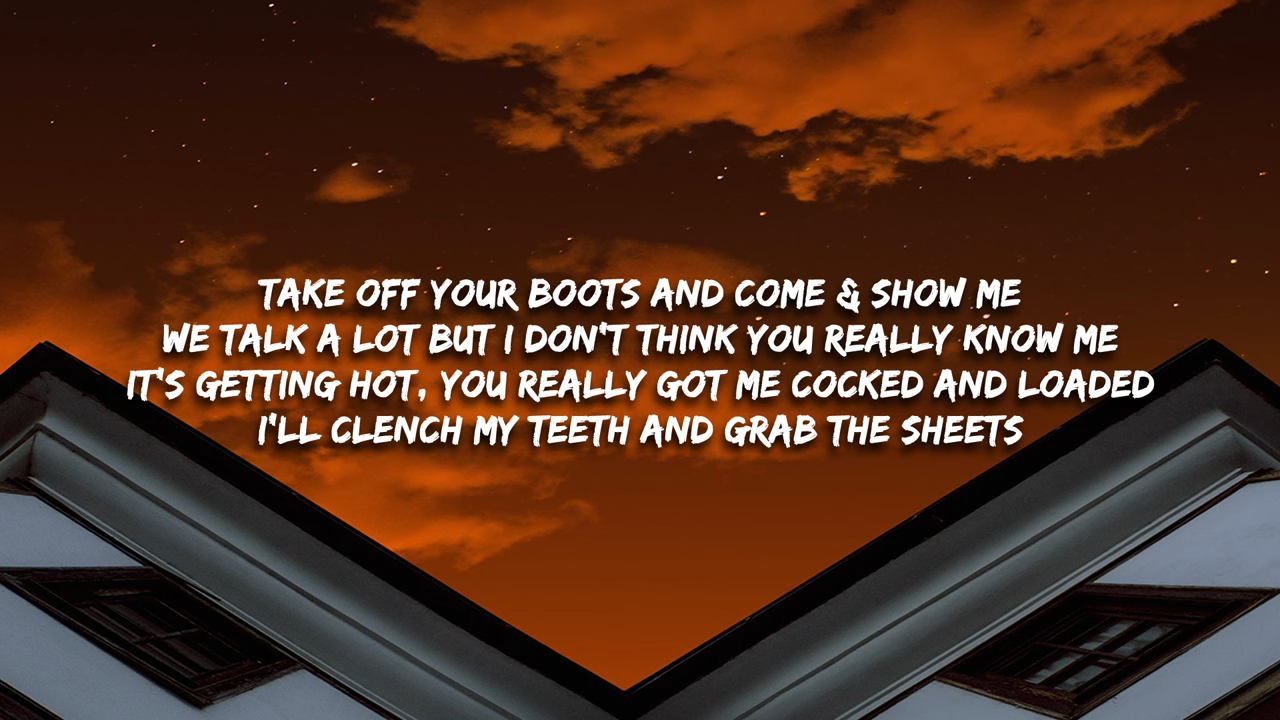 TAKE OFF YOUR BOOTS AND COME & SHOW ME
WE TALK A LOT BUT I DON'T THINK YOU REALLY KNOW ME
IT'S GETTING HOT, YOU REALLY GOT ME COCKED AND LOADED
I'LL CLENCH MY TEETH AND GRAB THE SHEETS